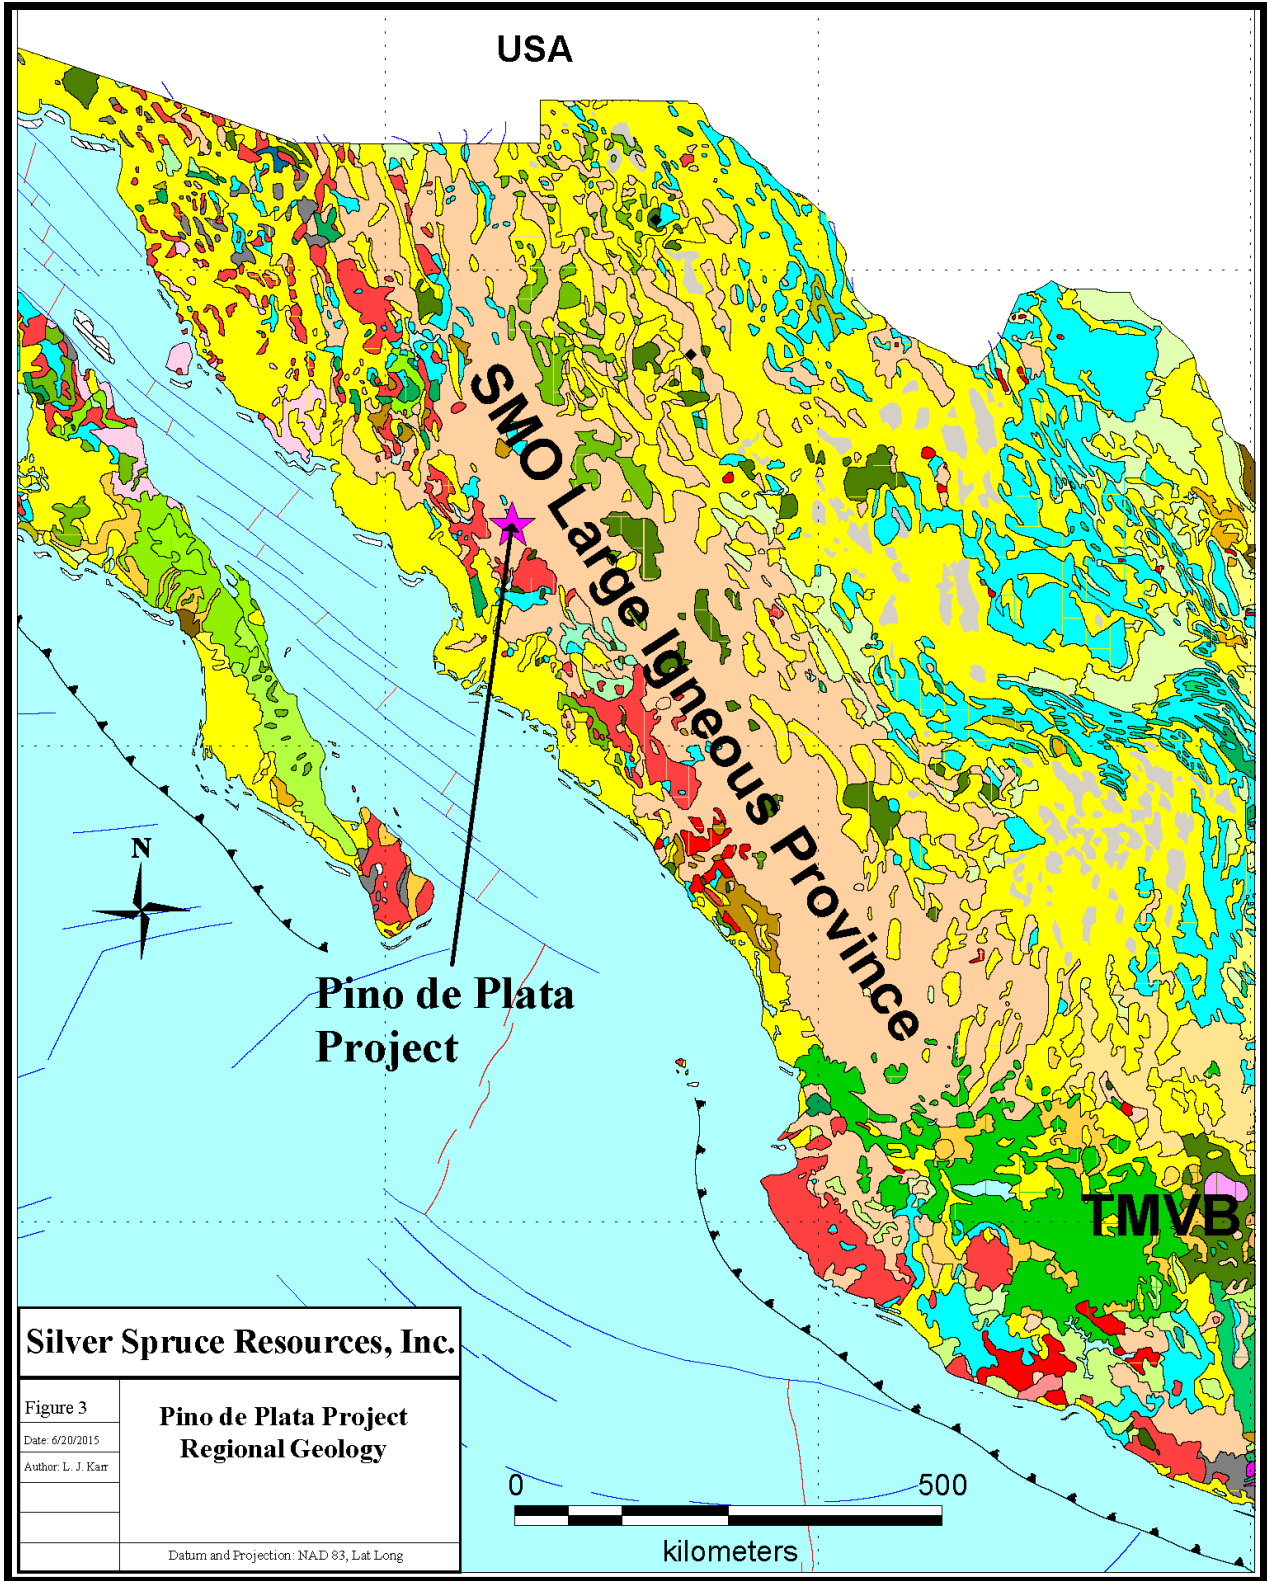 USA
SMO Large Igneous Province
N
Pino de Plata
Project
TMVB
Silver Spruce Resources, Inc.
Figure 3
Date: 6/20/2015
Author: L. J. Karr
Pino de Plata Project
Regional Geology
Datum and Projection: NAD 83, Lat Long
0 500
kilometers